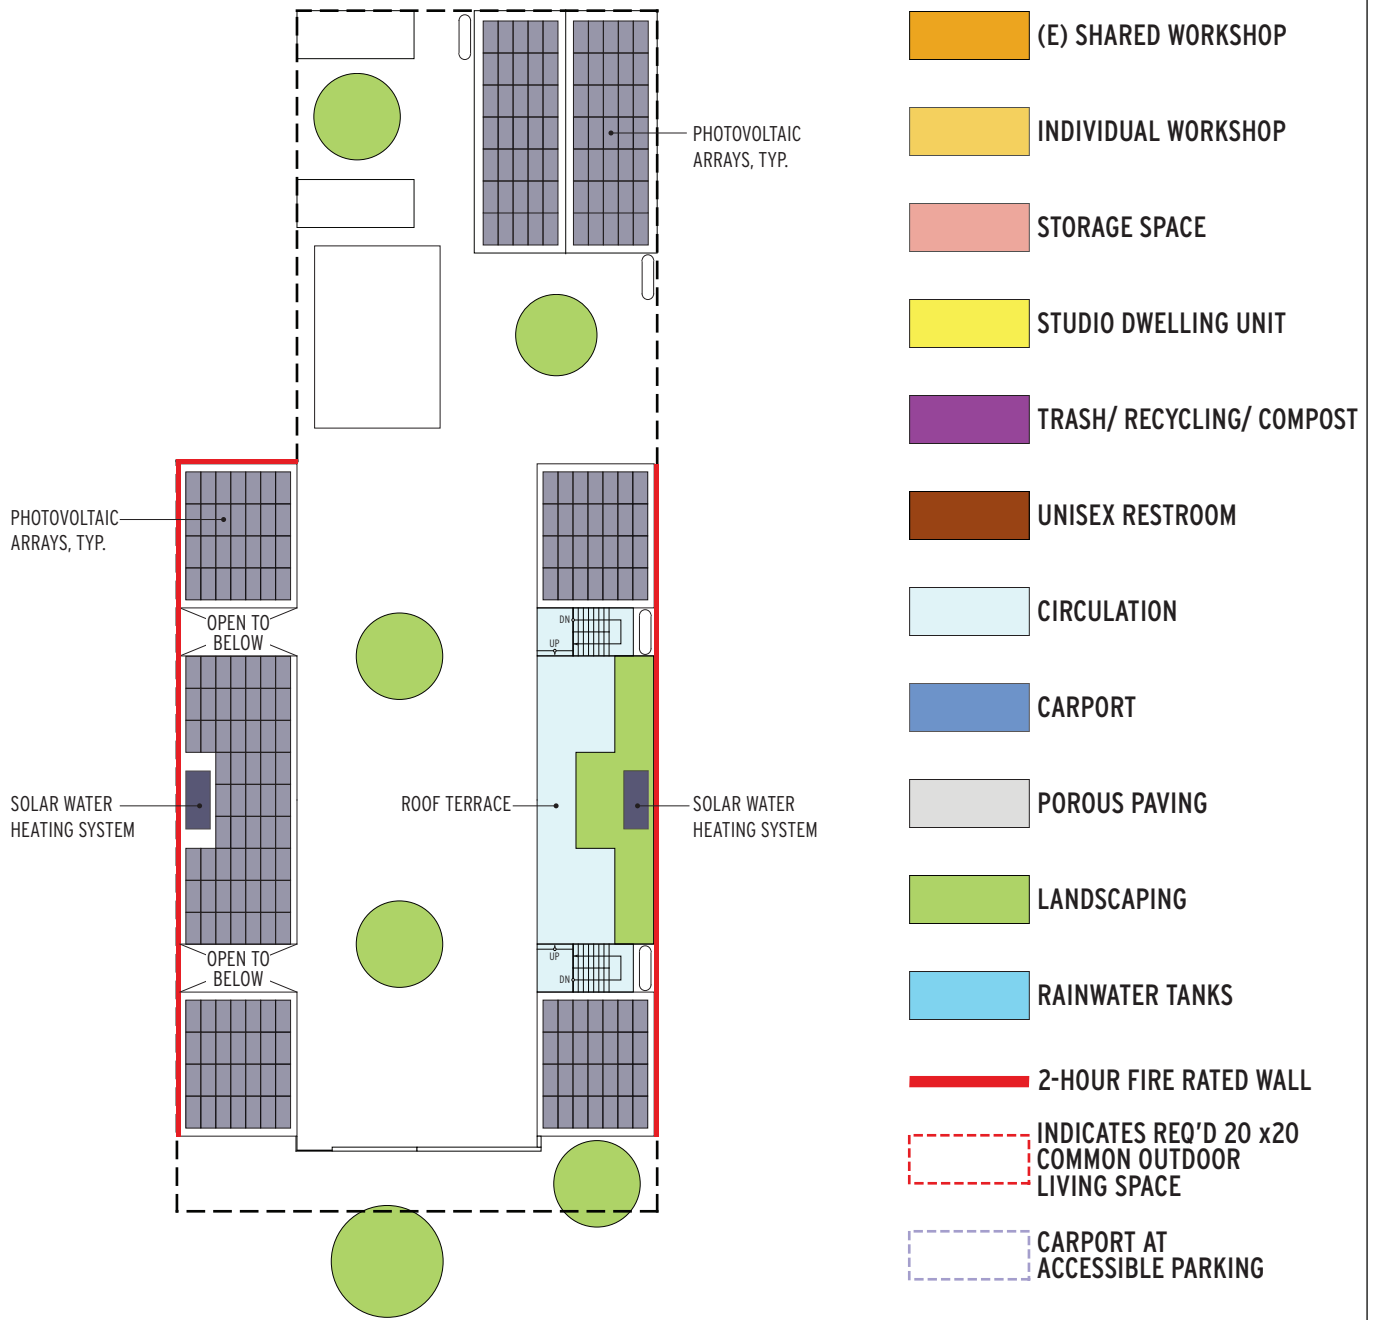 PHOTOVOLTAIC
ARRAYS, TYP.
PHOTOVOLTAIC
ARRAYS, TYP.
OPEN TO
BELOW
DN
UP
SOLAR WATER
HEATING SYSTEM
ROOF TERRACE
SOLAR WATER
HEATING SYSTEM
OPEN TO
BELOW
UP
DN
(E) SHARED WORKSHOP
INDIVIDUAL WORKSHOP
STORAGE SPACE
STUDIO DWELLING UNIT
TRASH/ RECYCLING/ COMPOST
UNISEX RESTROOM
CIRCULATION
CARPORT
POROUS PAVING
LANDSCAPING
RAINWATER TANKS
2-HOUR FIRE RATED WALL
INDICATES REQ'D 20 x20
COMMON OUTDOOR
LIVING SPACE
CARPORT AT
ACCESSIBLE PARKING